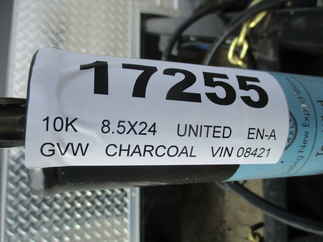 17255
10K 8.5X24 UNITED EN-A
GVW CHARCOAL VIN 08421